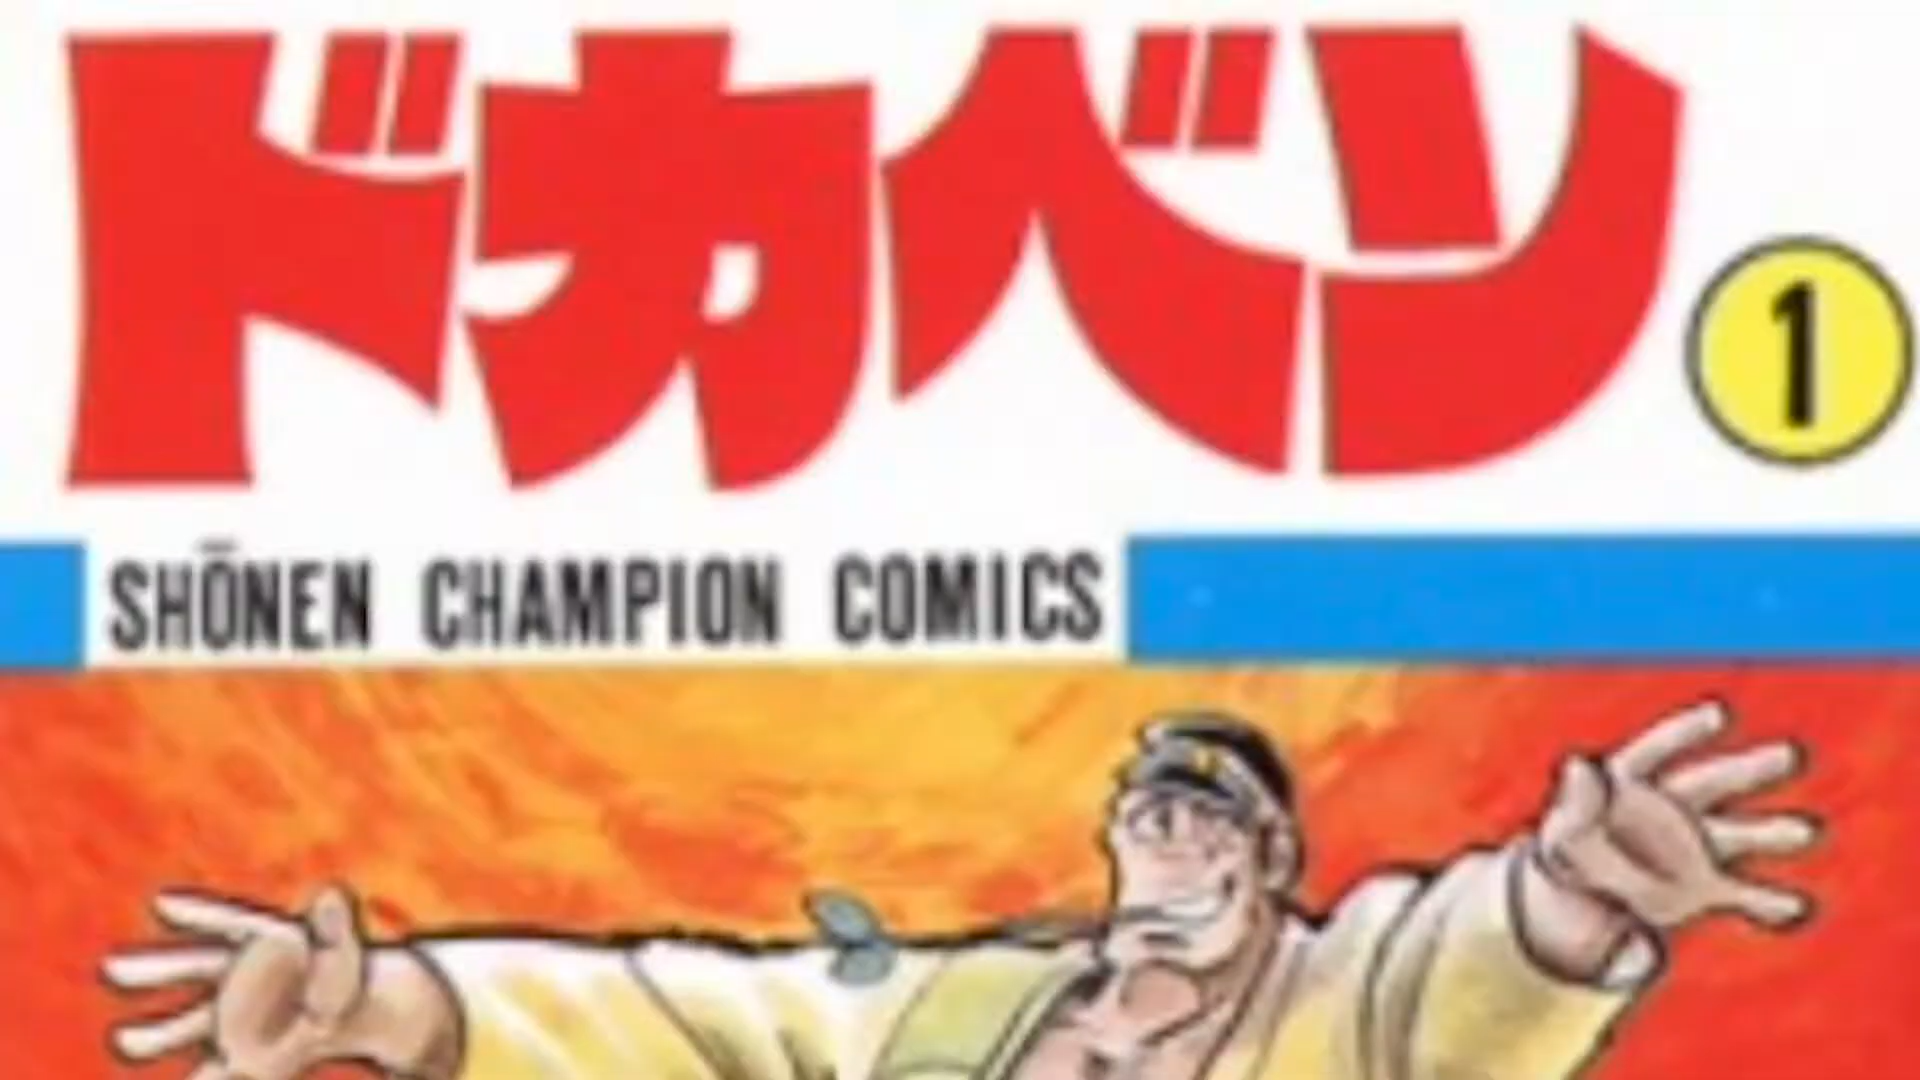 ドカベン
1
SHŌNEN CHAMPION COMICS